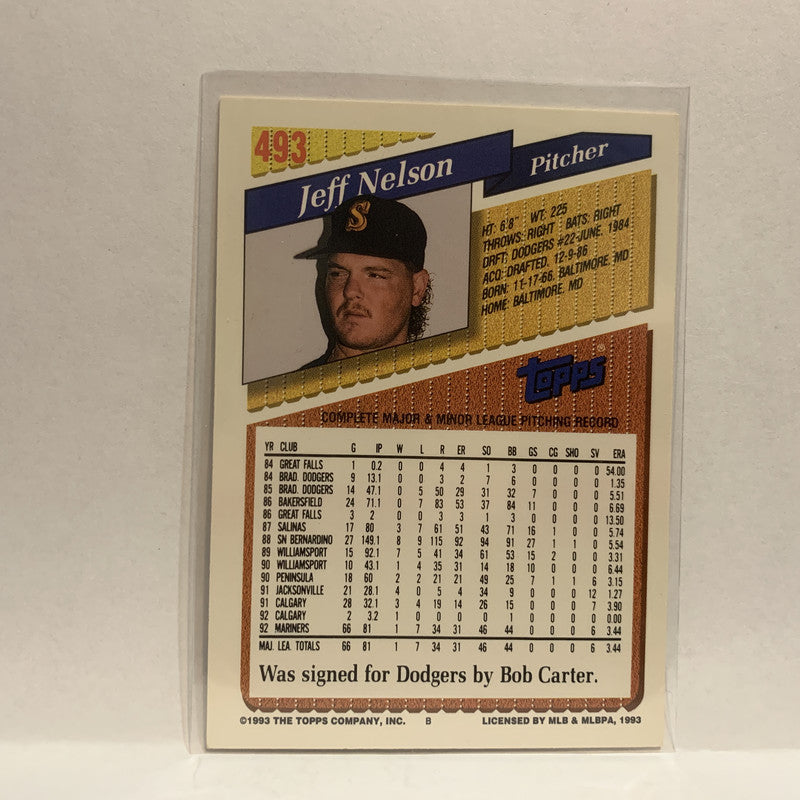 493
Jeff Nelson
Pitcher
S
HT: 6'8" WT: 225
THROWS: RIGHT BATS: RIGHT
DRFT: DODGERS #22-JUNE, 1984
ACQ: DRAFTED, 12-9-86
BORN: 11-17-66, BALTIMORE, MD
HOME: BALTIMORE, MD
topps
COMPLETE MAJOR & MINOR LEAGUE PITCHING RECORD
YR CLUB G IP W L R ER SO BB GS CG SHO SV ERA
84 GREAT FALLS 1 0.2 0 0 4 4 1 3 0 0 0 0 54.00
84 BRAD. DODGERS 9 13.1 0 0 3 2 7 6 0 0 0 0 1.35
85 BRAD. DODGERS 14 47.1 0 5 50 29 31 32 7 0 0 0 5.51
86 BAKERSFIELD 24 71.1 0 7 83 53 37 84 11 0 0 0 6.69
86 GREAT FALLS 3 2 0 0 3 3 1 3 0 0 0 0 13.50
87 SALINAS 17 80 3 7 61 51 43 71 16 1 0 0 5.74
88 SN BERNARDINO 27 149.1 8 9 115 92 94 91 27 1 1 0 5.54
89 WILLIAMSPORT 15 92.1 7 5 41 34 61 53 15 2 0 0 3.31
90 WILLIAMSPORT 10 43.1 1 4 35 31 14 18 10 0 0 0 6.44
90 PENINSULA 18 60 2 2 21 21 49 25 7 1 1 6 3.15
91 JACKSONVILLE 21 28.1 4 0 5 4 34 9 0 0 0 12 1.27
91 CALGARY 28 32.1 3 4 19 14 26 15 0 0 0 7 3.90
92 CALGARY 2 3.2 1 0 0 0 0 1 0 0 0 0 0.00
92 MARINERS 66 81 1 7 34 31 46 44 0 0 0 6 3.44
MAJ. LEA. TOTALS 66 81 1 7 34 31 46 44 0 0 0 6 3.44
Was signed for Dodgers by Bob Carter.
©1993 THE TOPPS COMPANY, INC. B LICENSED BY MLB & MLBPA, 1993